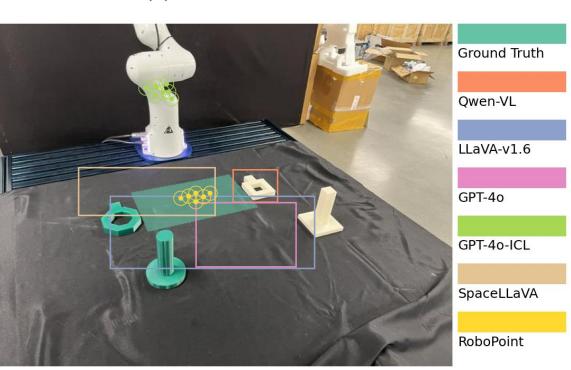 Ground Truth
Qwen-VL
LLaVA-v1.6
GPT-4o
GPT-4o-ICL
SpaceLLaVA
RoboPoint